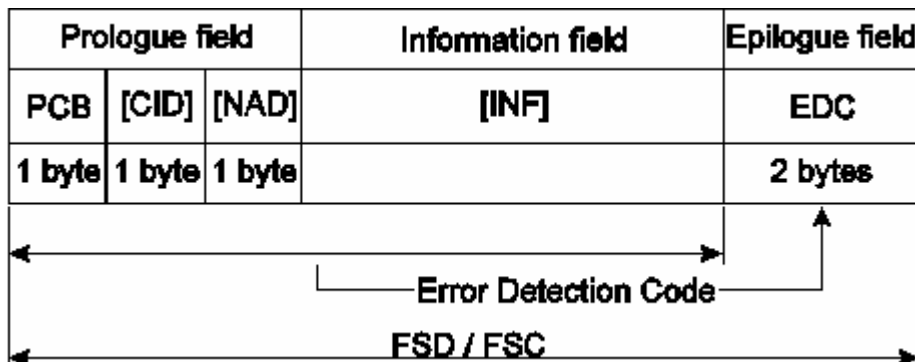 Prologue field Information field Epilogue field
PCB [CID] [NAD] [INF] EDC
1 byte 1 byte 1 byte 2 bytes
Error Detection Code
FSD / FSC